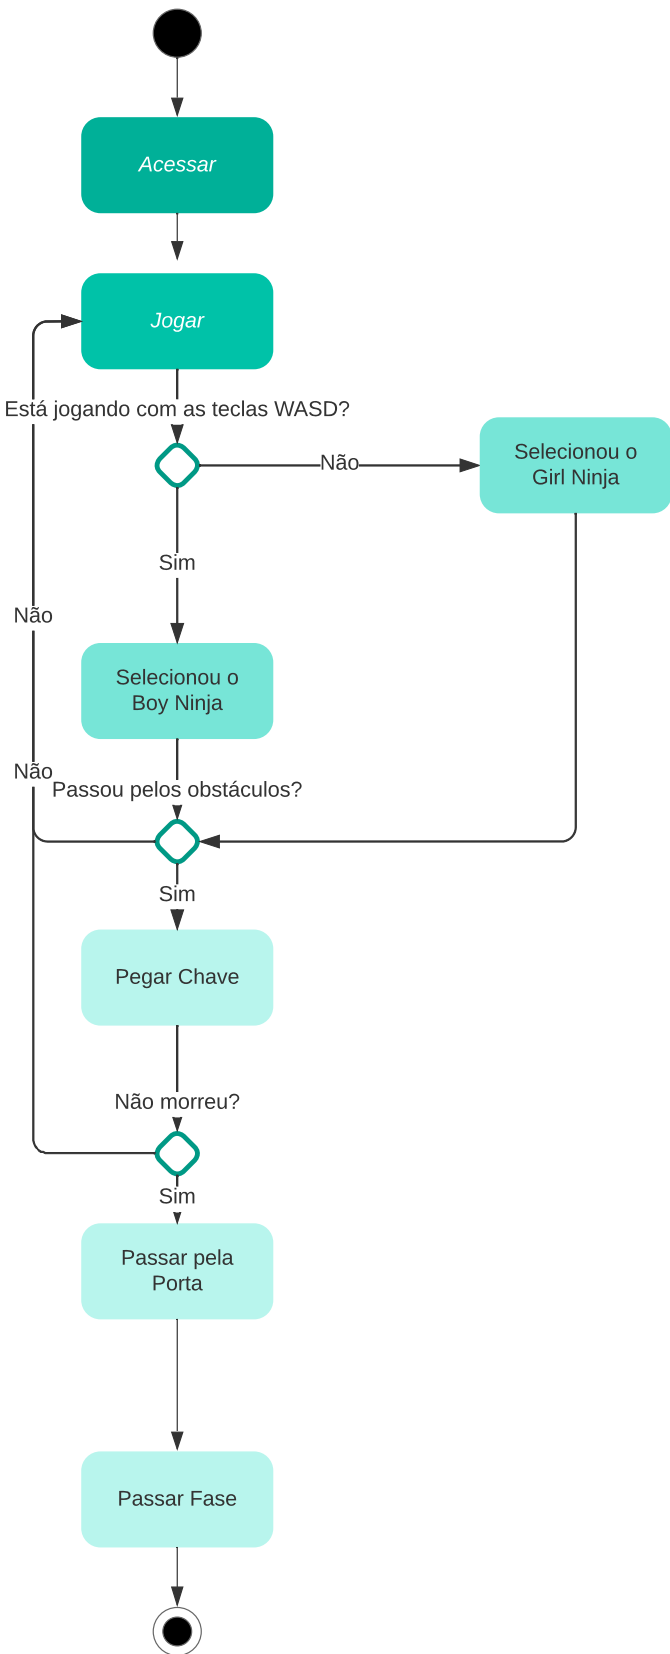 Acessar
Jogar
Está jogando com as teclas WASD?
Não
Selecionou o
Girl Ninja
Sim
Não
Selecionou o
Boy Ninja
Não
Passou pelos obstáculos?
Sim
Pegar Chave
Não morreu?
Sim
Passar pela
Porta
Passar Fase